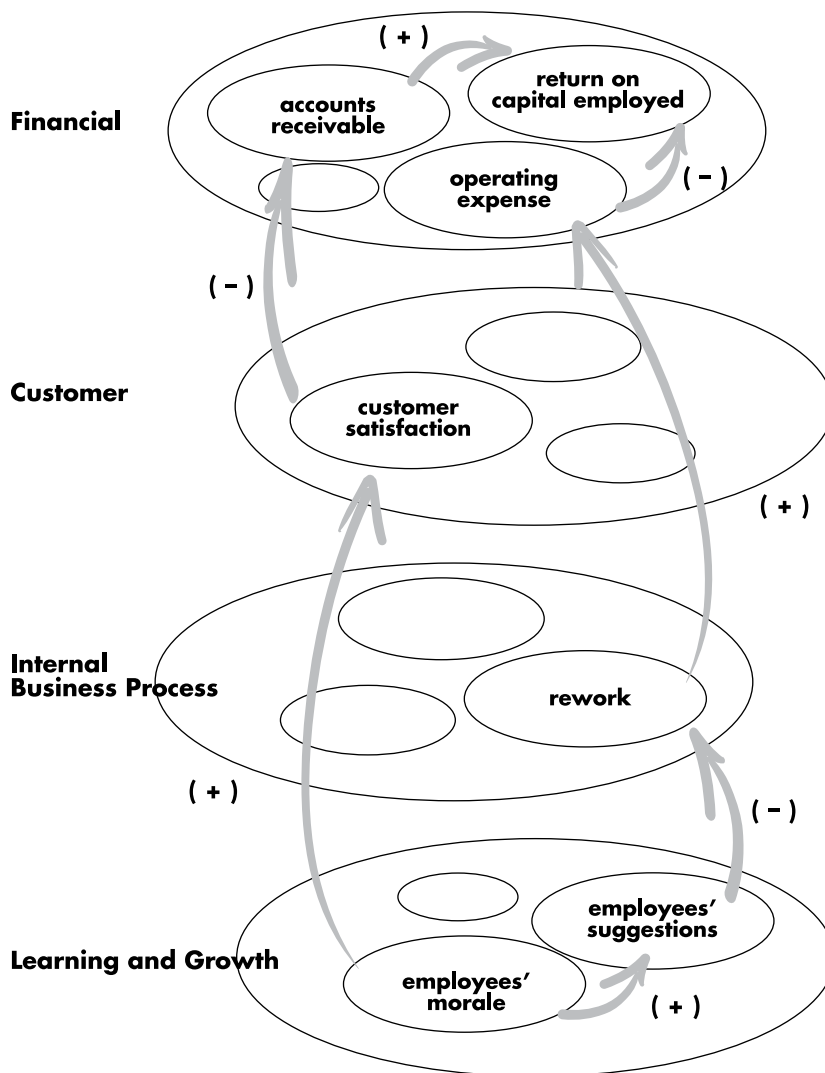 ( + )
Financial
accounts
receivable
return on
capital employed
operating
expense
( - )
( - )
Customer
customer
satisfaction
( + )
Internal
Business Process
rework
( + )
( - )
Learning and Growth
employees’
suggestions
employees’
morale
( + )